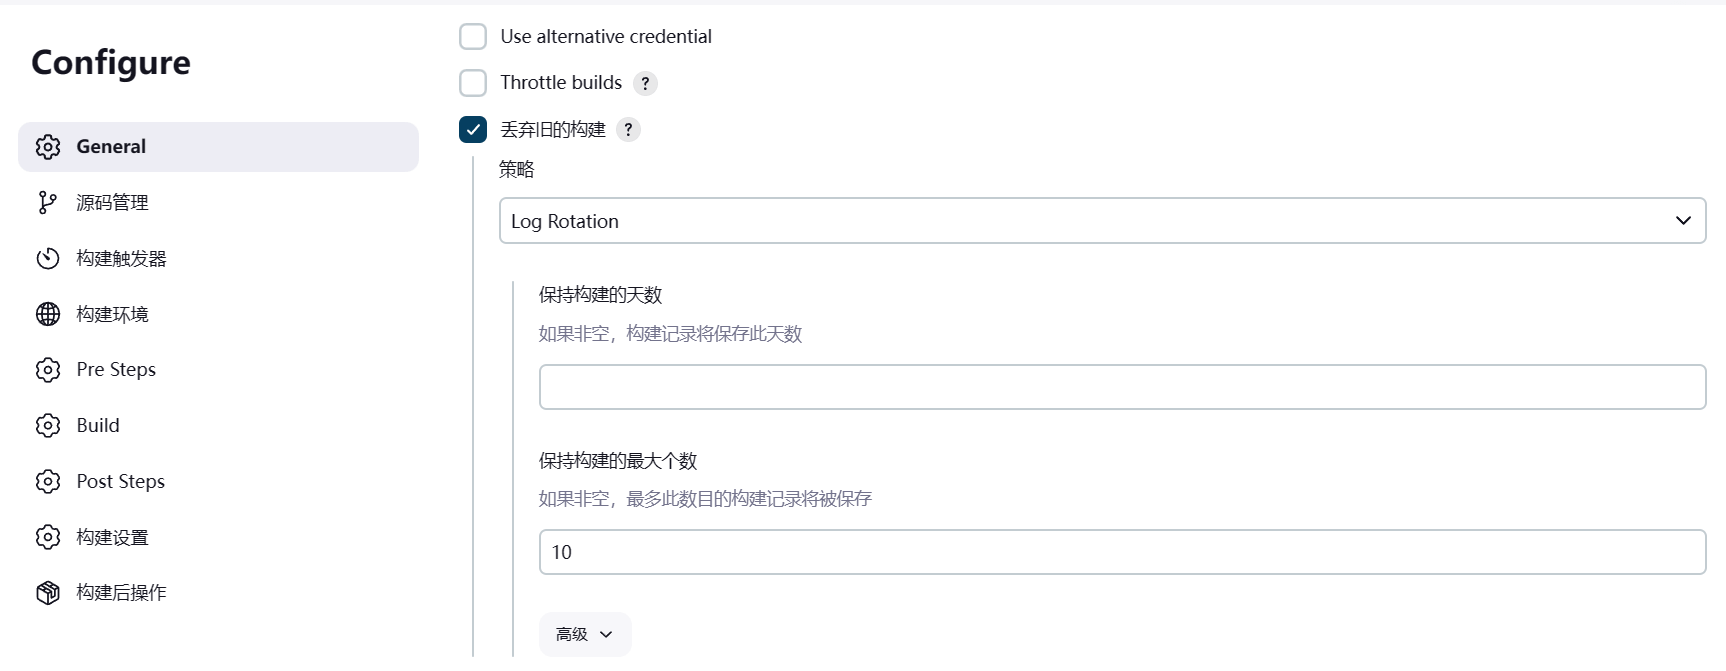 Configure
General
源码管理
构建触发器
构建环境
Pre Steps
Build
Post Steps
构建设置
构建后操作
Use alternative credential
Throttle builds ?
丢弃旧的构建 ?
策略
Log Rotation
保持构建的天数
如果非空，构建记录将保存此天数
保持构建的最大个数
如果非空，最多此数目的构建记录将被保存
10
高级